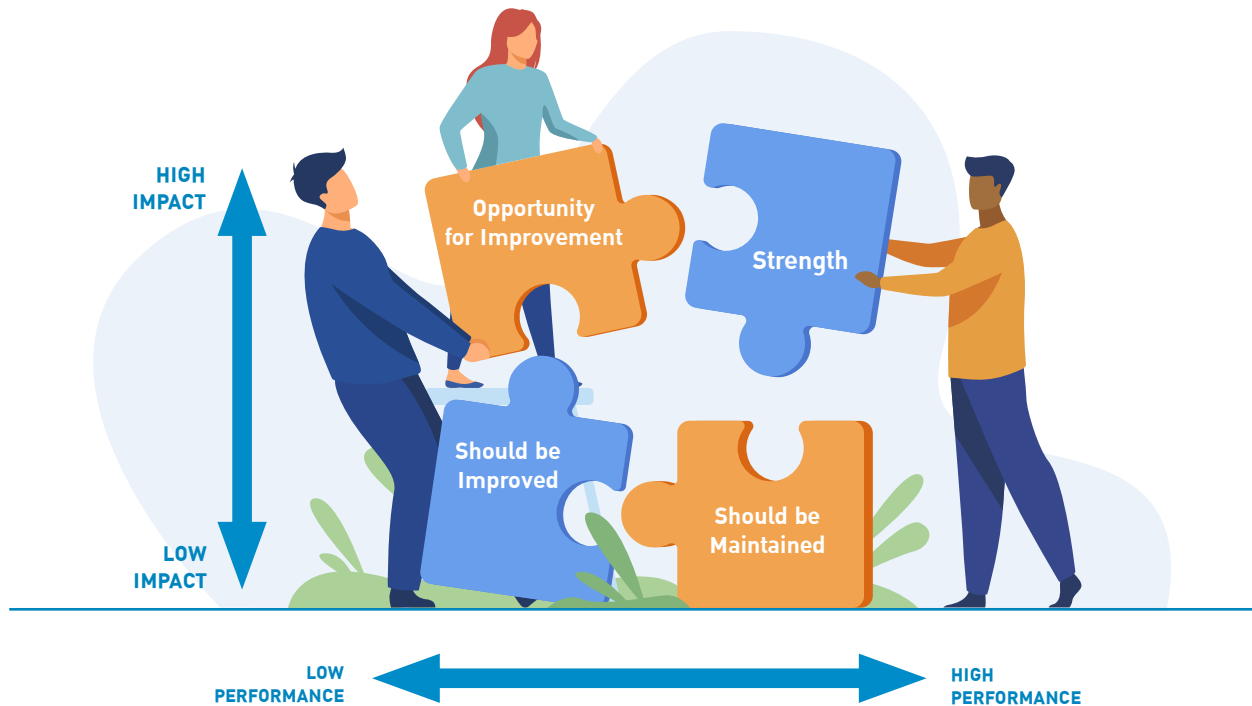 HIGH
IMPACT
Opportunity
for Improvement
Strength
Should be
Improved
Should be
Maintained
LOW
IMPACT
LOW
PERFORMANCE
HIGH
PERFORMANCE